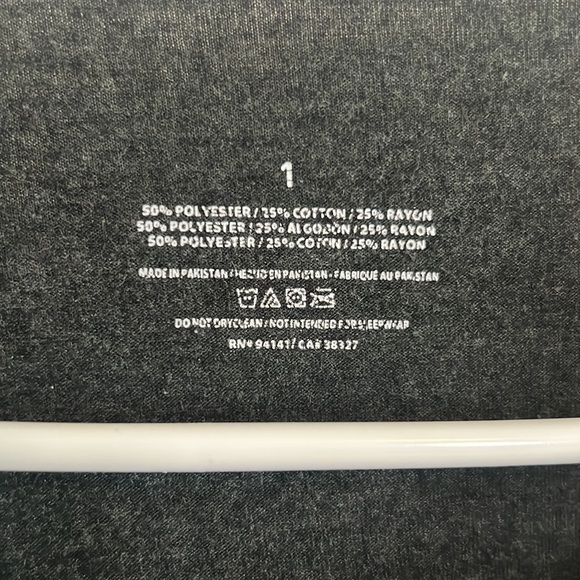 1
50% POLYESTER / 25% COTTON / 25% RAYON
50% POLYESTER / 25% ALGODON / 25% RAYON
50% POLYESTER / 25% COTON / 25% RAYON
MADE IN PAKISTAN / HECHO EN PAKISTAN - FABRIQUE AU PAKISTAN
DO NOT DRYCLEAN / NOT INTENDED FOR SLEEPWEAR
RN# 94141 / CA# 38327